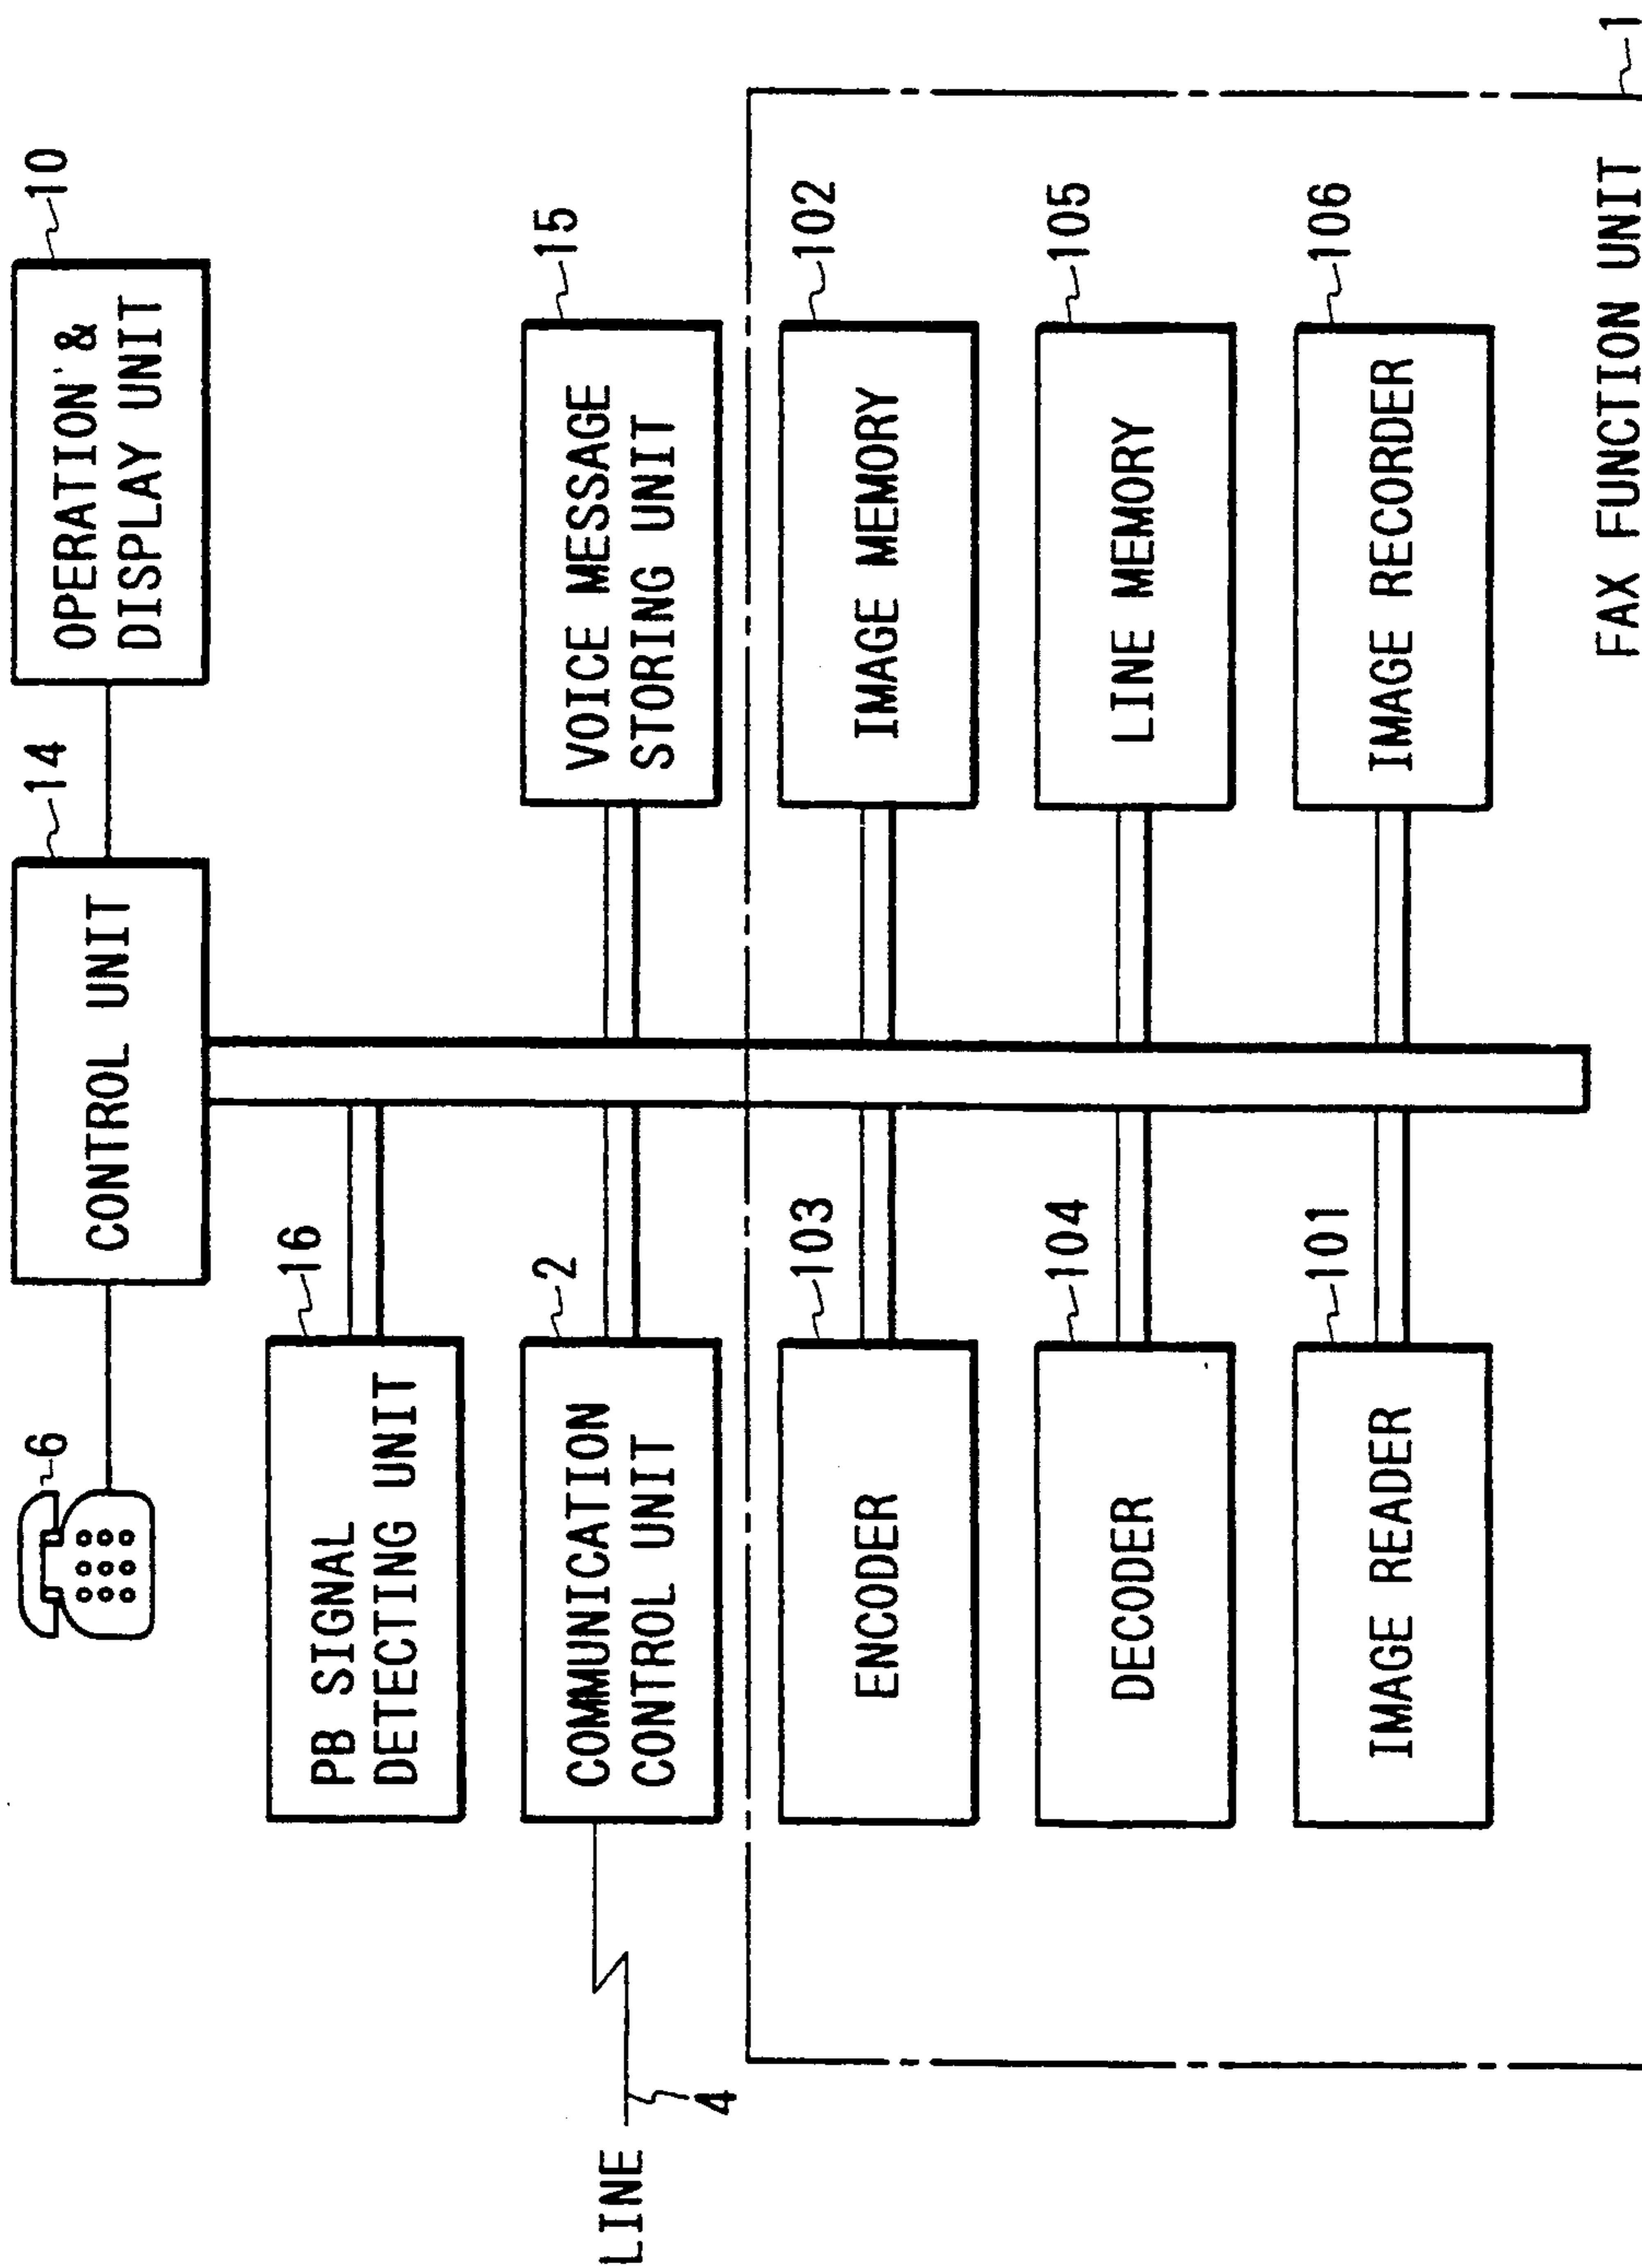 6
14
10
CONTROL UNIT
OPERATION &
DISPLAY UNIT
16
PB SIGNAL
DETECTING UNIT
2
COMMUNICATION
CONTROL UNIT
15
VOICE MESSAGE
STORING UNIT
LINE
4
103
ENCODER
102
IMAGE MEMORY
104
DECODER
105
LINE MEMORY
101
IMAGE READER
106
IMAGE RECORDER
FAX FUNCTION UNIT
1